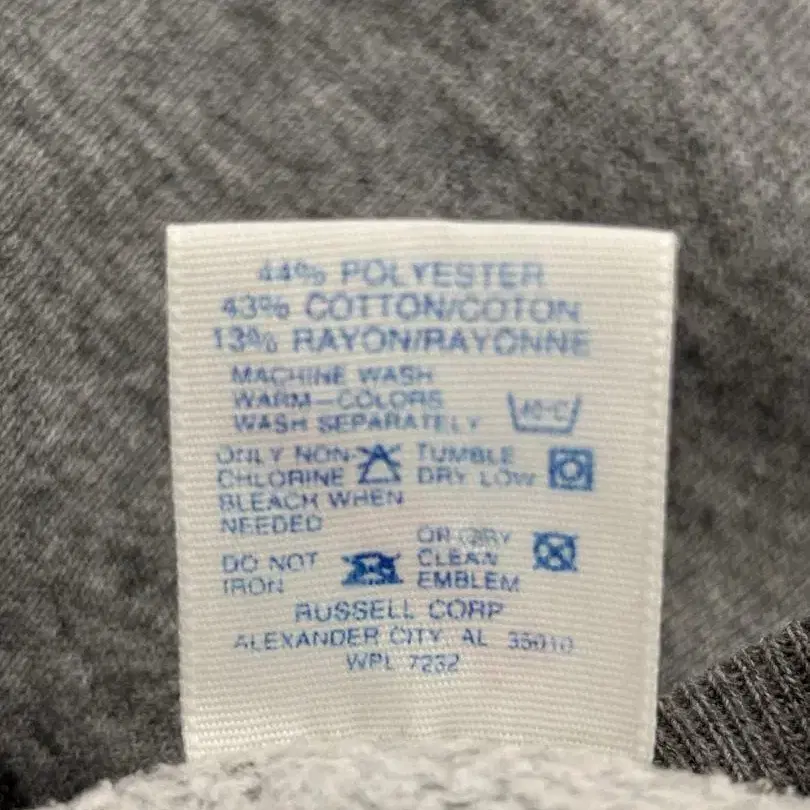 44% POLYESTER
43% COTTON/COTON
13% RAYON/RAYONNE
MACHINE WASH
WARM—COLORS
WASH SEPARATELY
40°C
ONLY NON-
CHLORINE
BLEACH WHEN
NEEDED
TUMBLE
DRY LOW
DO NOT
IRON
OR DRY
CLEAN
EMBLEM
RUSSELL CORP
ALEXANDER CITY, AL 35010
WPL 7232